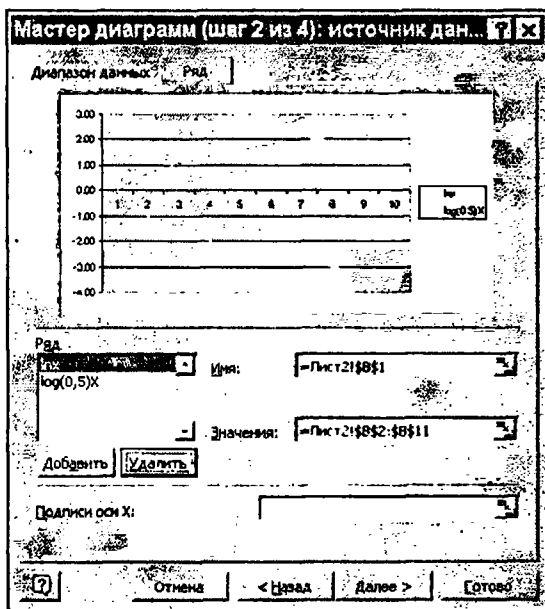 Мастер диаграмм (шаг 2 из 4): источник дан... ? ×
Диапазон данных Ряд
3.00
2.00
1.00
0.00
1 2 3 4 5 6 7 8 9 10
-1.00
-2.00
-3.00
-4.00
log(0.5)X
Ряд
log(0,5)X
Имя: =Лист2!$B$1
Значения: =Лист2!$B$2:$B$11
Добавить Удалить
Подписи оси X:
? Отмена < Назад Далее > Готово